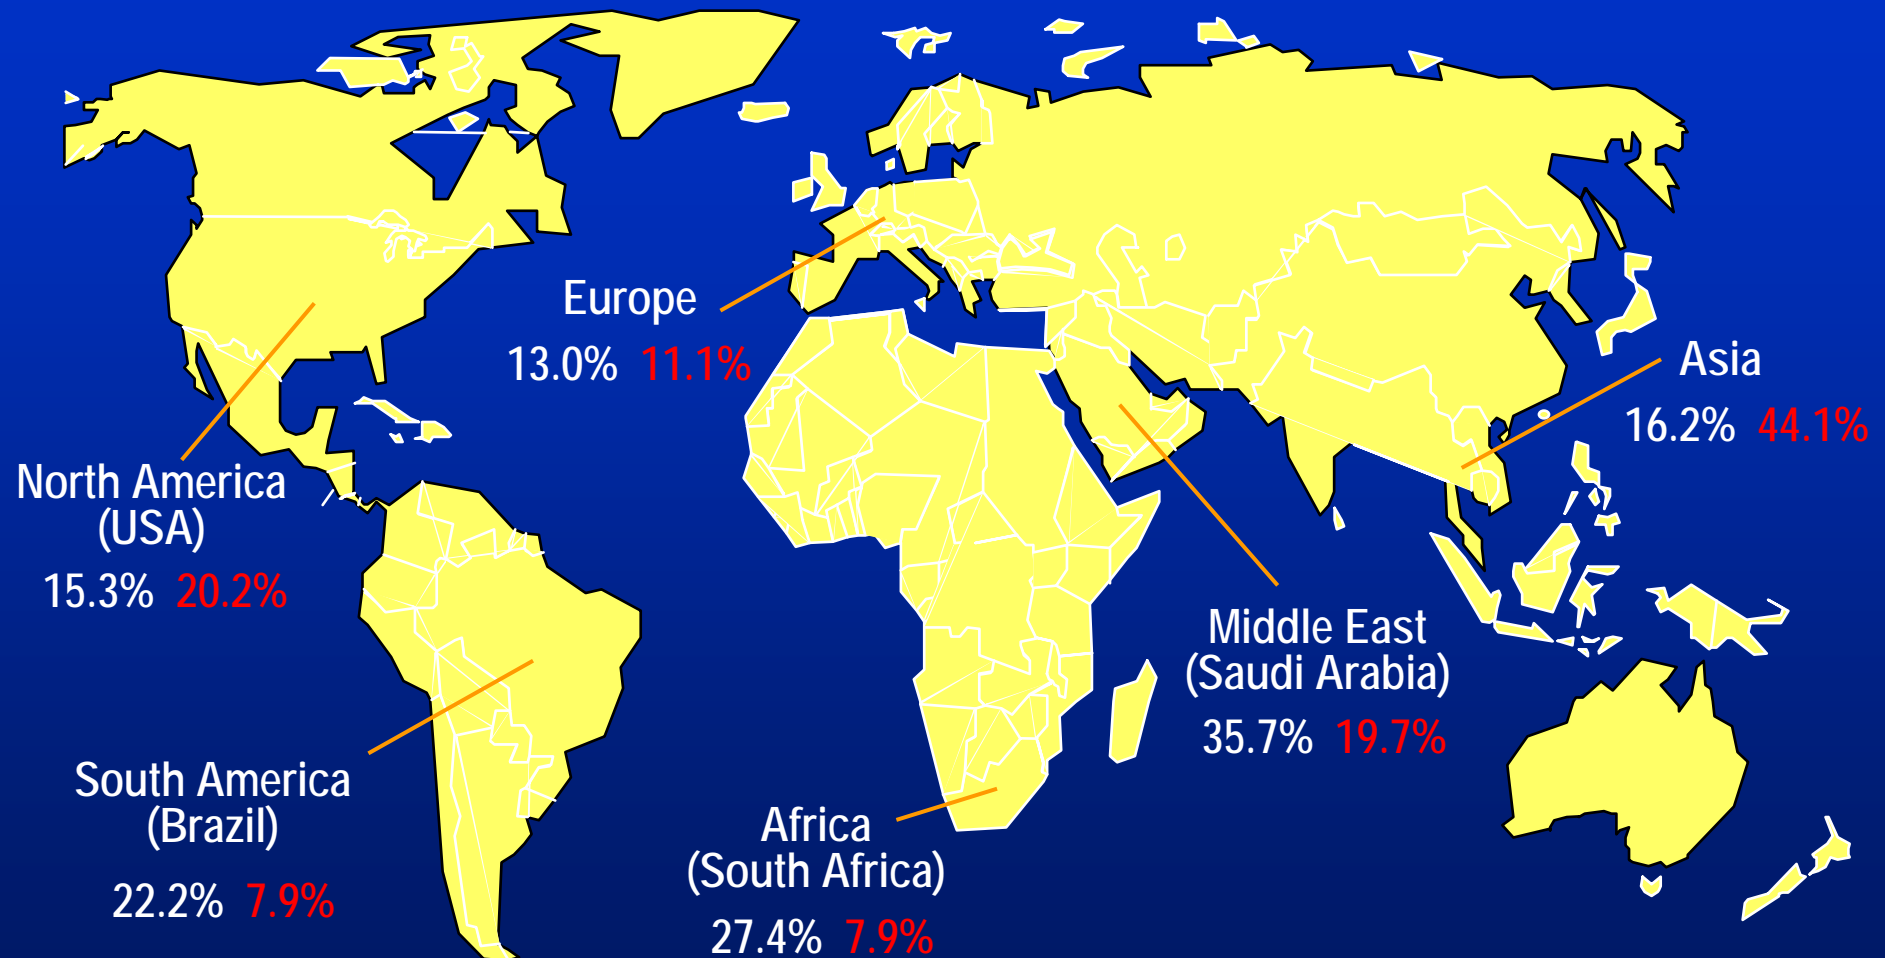 Europe
13.0% 11.1%
Asia
16.2% 44.1%
North America
(USA)
15.3% 20.2%
Middle East
(Saudi Arabia)
35.7% 19.7%
South America
(Brazil)
22.2% 7.9%
Africa
(South Africa)
27.4% 7.9%